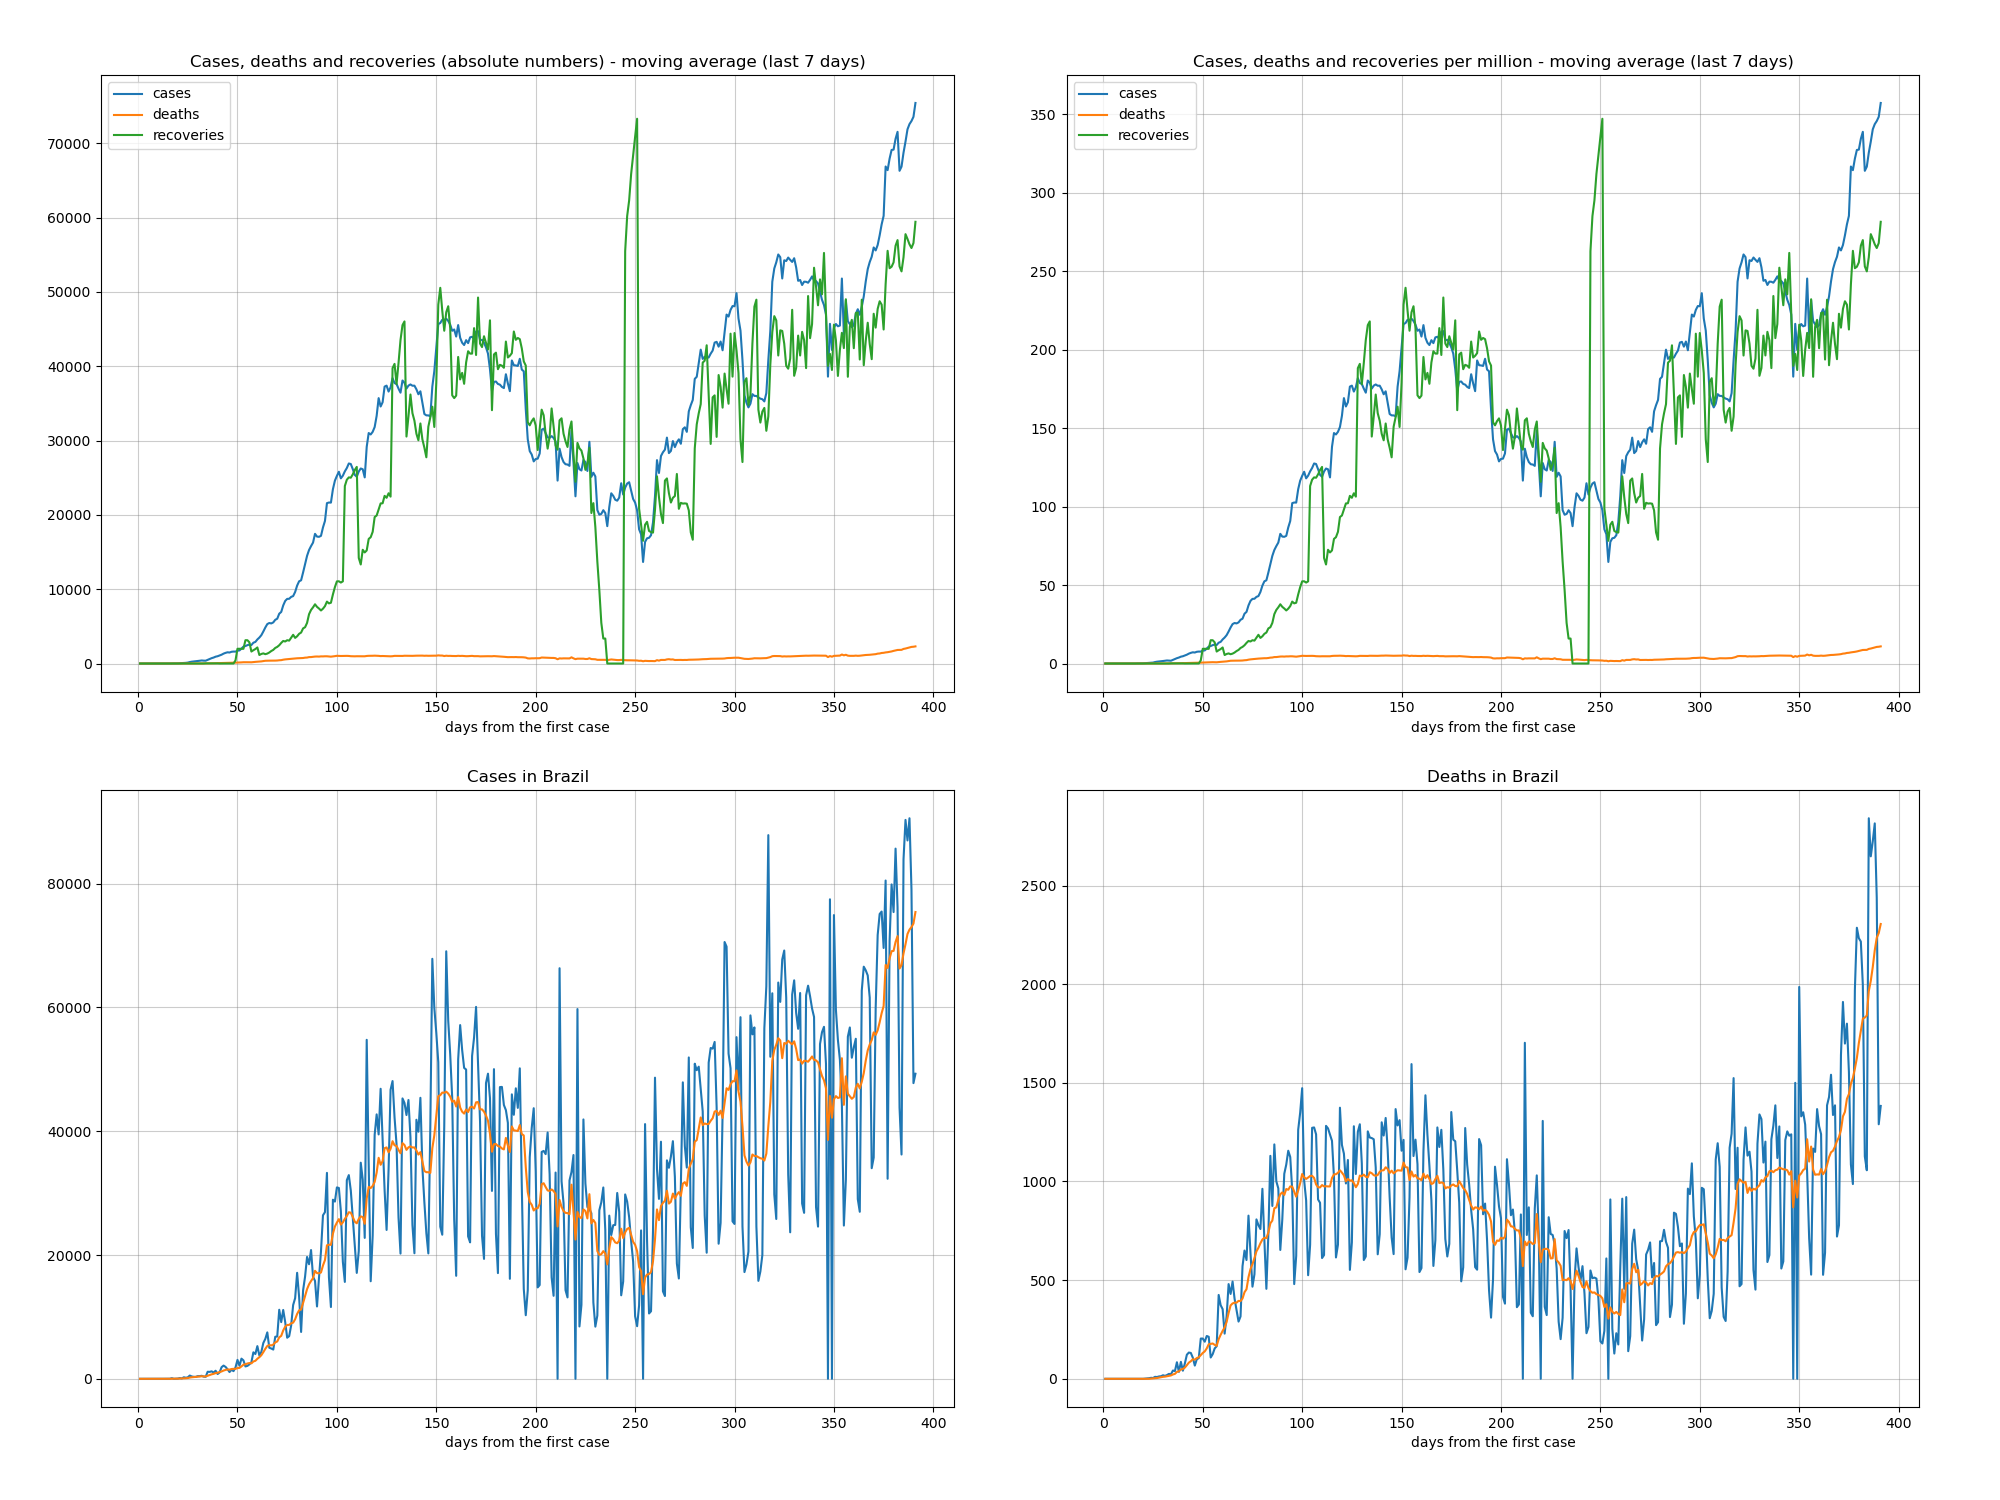 Cases, deaths and recoveries (absolute numbers) - moving average (last 7 days)
cases
deaths
recoveries
70000
60000
50000
40000
30000
20000
10000
0
0 50 100 150 200 250 300 350 400
days from the first case
Cases, deaths and recoveries per million - moving average (last 7 days)
cases
deaths
recoveries
350
300
250
200
150
100
50
0
0 50 100 150 200 250 300 350 400
days from the first case
Cases in Brazil
80000
60000
40000
20000
0
0 50 100 150 200 250 300 350 400
days from the first case
Deaths in Brazil
2500
2000
1500
1000
500
0
0 50 100 150 200 250 300 350 400
days from the first case